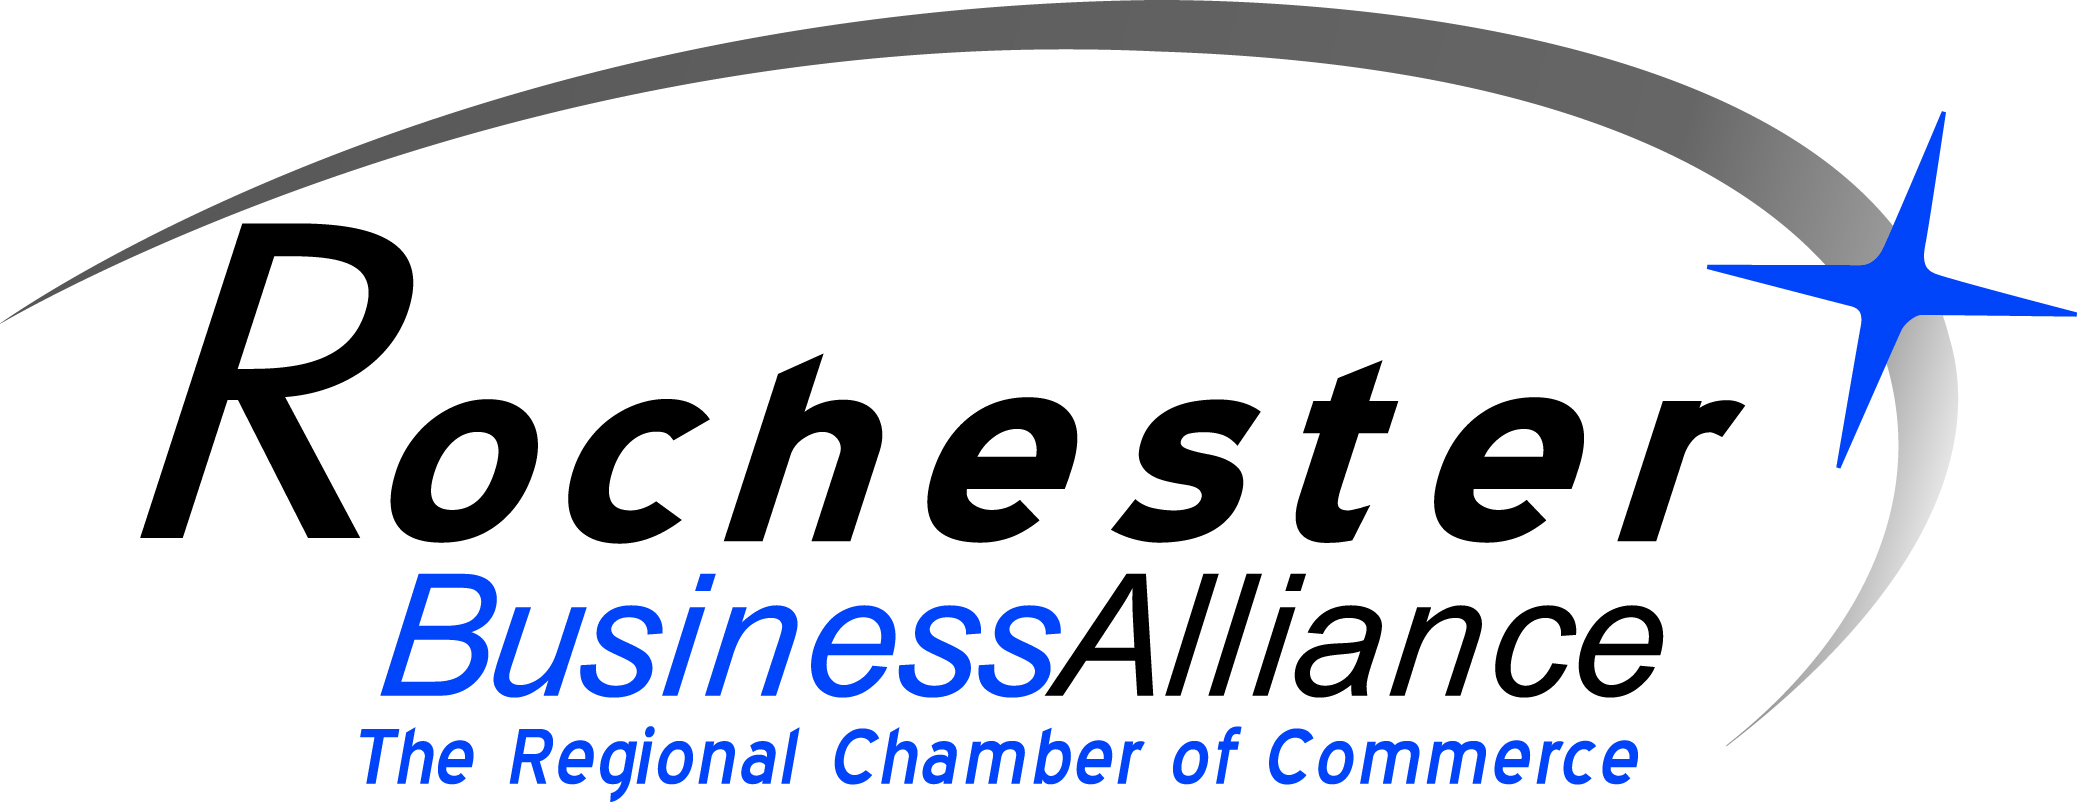 Rochester
BusinessAlliance
The Regional Chamber of Commerce